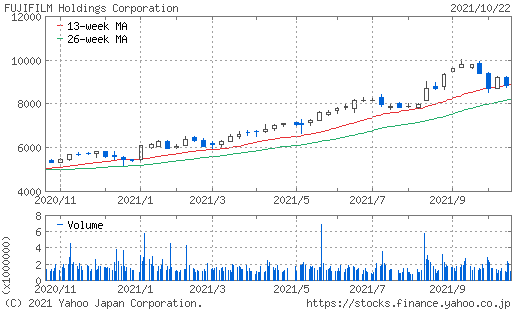 FUJIFILM Holdings Corporation 2021/10/22
12000
13-week MA
26-week MA
10000
8000
6000
4000
2020/11 2021/1 2021/3 2021/5 2021/7 2021/9
8
Volume
6
4
2
0
(x1000000)
2020/11 2021/1 2021/3 2021/5 2021/7 2021/9
(C) 2021 Yahoo Japan Corporation. https://stocks.finance.yahoo.co.jp/